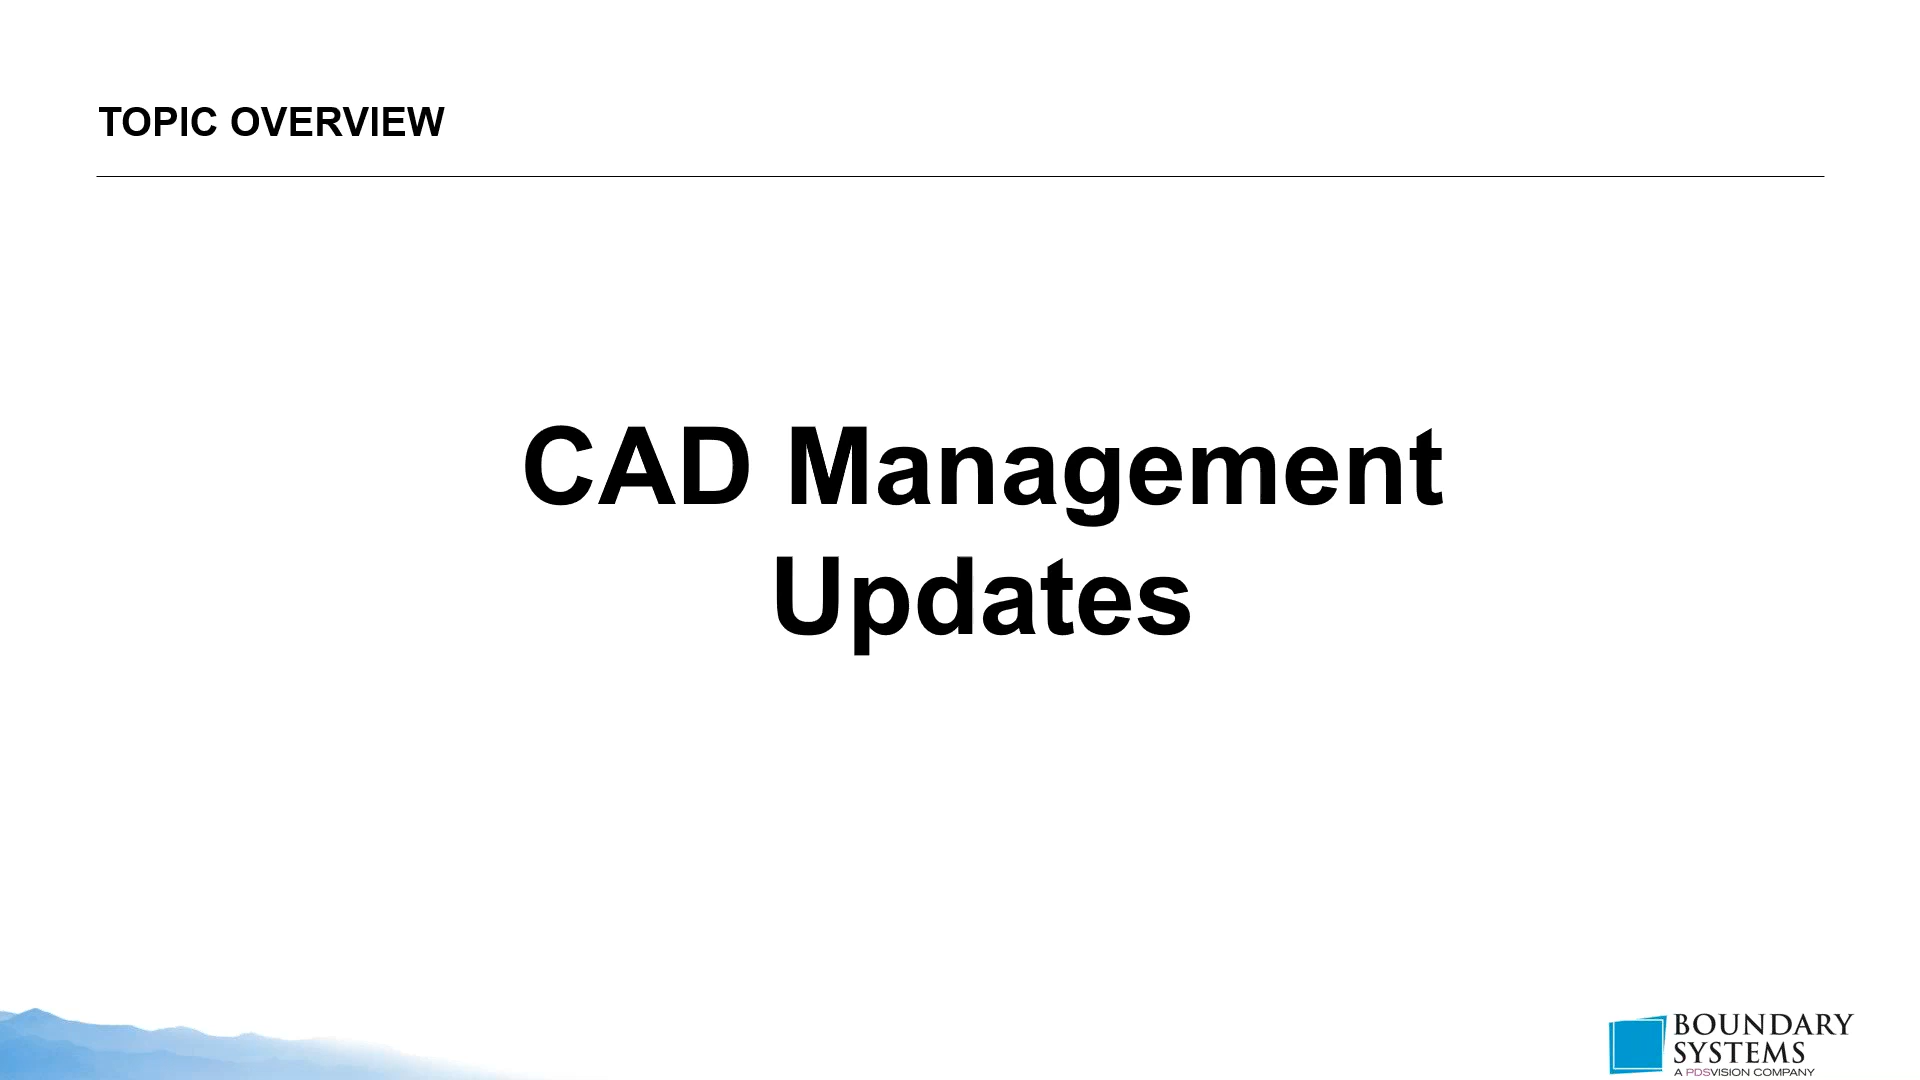 TOPIC OVERVIEW
CAD Management
Updates
BOUNDARY
SYSTEMS
A PDSVISION COMPANY